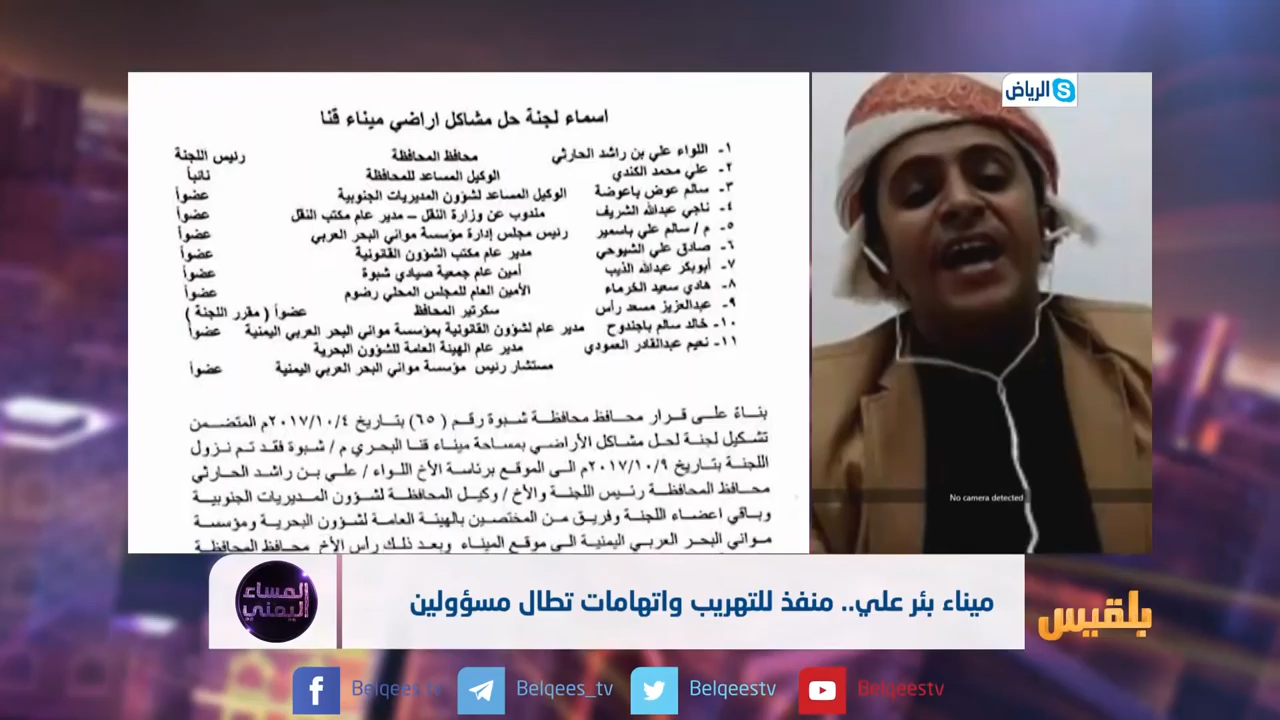 الرياض
اسماء لجنة حل مشاكل اراضي ميناء قنا
١- اللواء علي بن راشد الحارثي محافظ المحافظة رئيس اللجنة
٢- علي محمد الكندي الوكيل المساعد للمحافظة نائباً
٣- سالم عوض باعوضة الوكيل المساعد لشؤون المديريات الجنوبية عضواً
٤- ناجي عبدالله الشريف مندوب عن وزارة النقل – مدير عام مكتب النقل عضواً
٥- م / سالم علي باسمير رئيس مجلس إدارة مؤسسة مواني البحر العربي عضواً
٦- صادق علي الشيوحي مدير عام مكتب الشؤون القانونية عضواً
٧- أبوبكر عبدالله الذيب أمين عام جمعية صيادي شبوة عضواً
٨- هادي سعيد الخرماء الأمين العام للمجلس المحلي رضوم عضواً
٩- عبدالعزيز مسعد رأس سكرتير المحافظ عضواً ( مقرر اللجنة )
١٠- خالد سالم باجندوح مدير عام لشؤون القانونية بمؤسسة مواني البحر العربي اليمنية عضواً
١١- نعيم عبدالقادر العمودي مدير عام الهيئة العامة للشؤون البحرية
مستشار رئيس مؤسسة مواني البحر العربي اليمنية عضواً
بناءً على قرار محافظ محافظة شبوة رقم ( ٦٥) بتاريخ ٢٠١٧/١٠/٤م المتضمن
تشكيل لجنة لحل مشاكل الأراضي بمساحة ميناء قنا البحري م / شبوة فقد تم نزول
اللجنة بتاريخ ٢٠١٧/١٠/٩م الى الموقع برئاسة الأخ اللواء / علي بن راشد الحارثي
محافظ المحافظة رئيس اللجنة والأخ / وكيل المحافظة لشؤون المديريات الجنوبية
وباقي اعضاء اللجنة وفريق من المختصين بالهيئة العامة لشؤون البحرية ومؤسسة
مواني البحر العربي اليمنية الى موقع الميناء وبعد ذلك رأس الأخ محافظ المحافظة
No camera detected
ميناء بئر علي.. منفذ للتهريب واتهامات تطال مسؤولين
المساء
اليمني
بلقيس
Belqees.tv
Belqees_tv
Belqeestv
Belqeestv